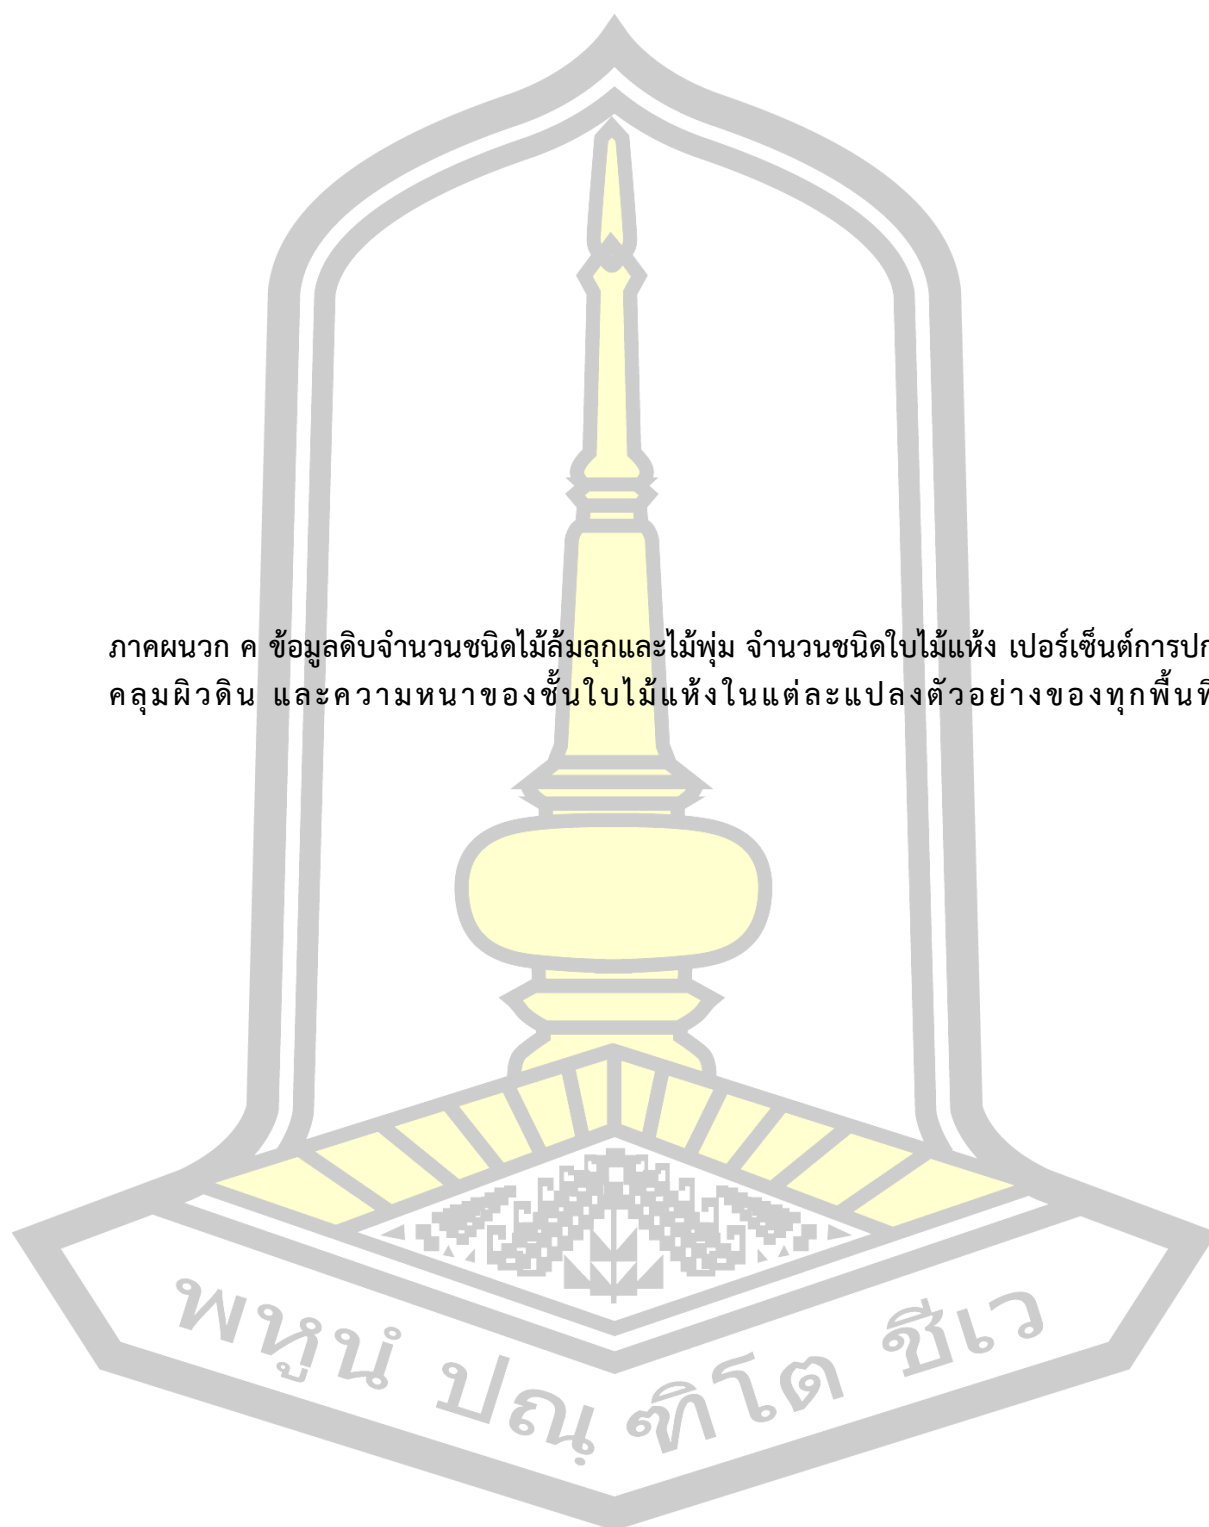 ภาคผนวก ค ข้อมูลดิบจำนวนชนิดไม้ล้มลุกและไม้พุ่ม จำนวนชนิดใบไม้แห้ง เปอร์เซ็นต์การปก
คลุมผิวดิน และความหนาของชั้นใบไม้แห้งในแต่ละแปลงตัวอย่างของทุกพื้นที
พหูนํ ปณฺฑิโต ชีเว